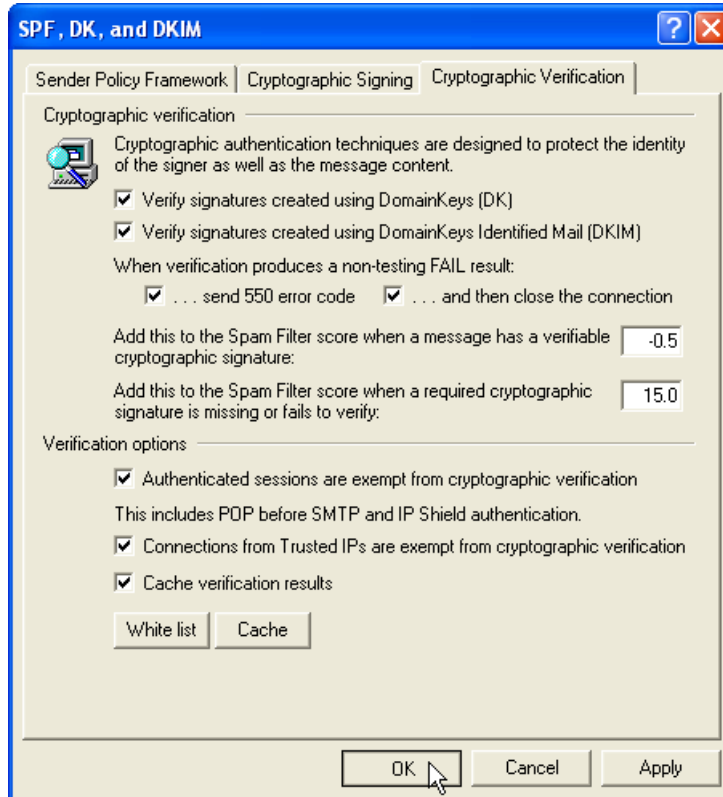 SPF, DK, and DKIM
?
Sender Policy Framework Cryptographic Signing Cryptographic Verification
Cryptographic verification
Cryptographic authentication techniques are designed to protect the identity
of the signer as well as the message content.
Verify signatures created using DomainKeys (DK)
Verify signatures created using DomainKeys Identified Mail (DKIM)
When verification produces a non-testing FAIL result:
. . . send 550 error code . . . and then close the connection
Add this to the Spam Filter score when a message has a verifiable
cryptographic signature:
-0.5
Add this to the Spam Filter score when a required cryptographic
signature is missing or fails to verify:
15.0
Verification options
Authenticated sessions are exempt from cryptographic verification
This includes POP before SMTP and IP Shield authentication.
Connections from Trusted IPs are exempt from cryptographic verification
Cache verification results
White list Cache
OK Cancel Apply